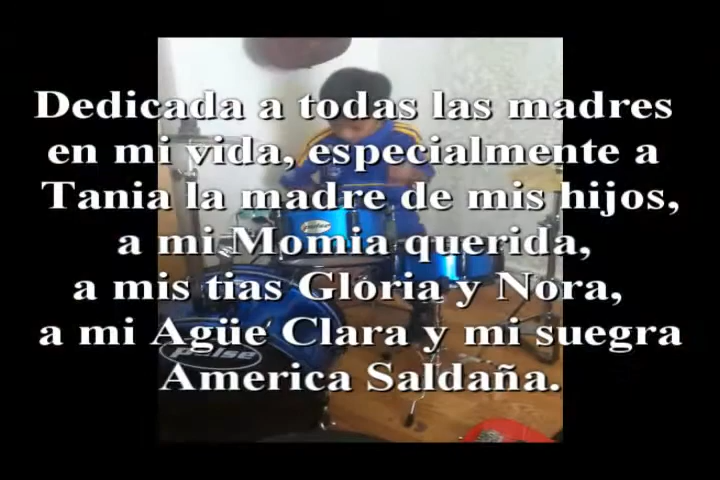 Dedicada a todas las madres
en mi vida, especialmente a
Tania la madre de mis hijos,
a mi Momia querida,
a mis tias Gloria y Nora,
a mi Agüe Clara y mi suegra
America Saldaña.
pulse